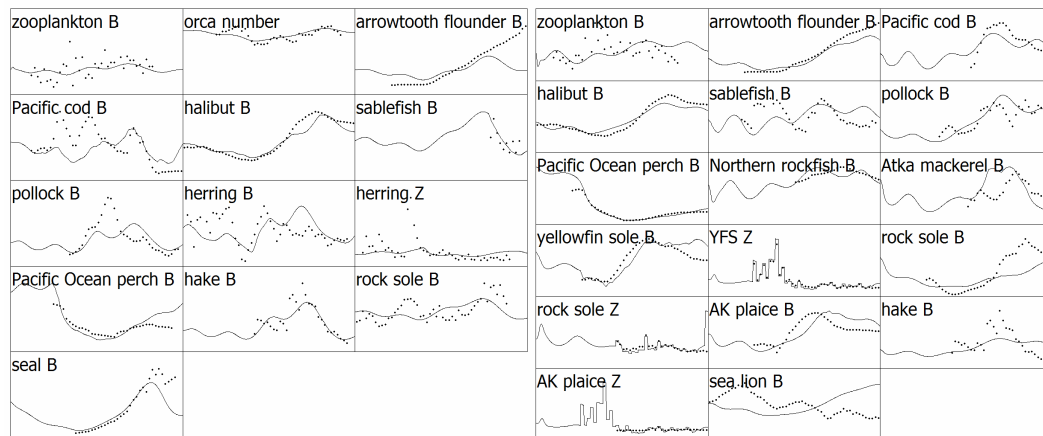 zooplankton B
orca number
arrowtooth flounder B
Pacific cod B
halibut B
sablefish B
pollock B
herring B
herring Z
Pacific Ocean perch B
hake B
rock sole B
seal B
zooplankton B
arrowtooth flounder B
Pacific cod B
halibut B
sablefish B
pollock B
Pacific Ocean perch B
Northern rockfish B
Atka mackerel B
yellowfin sole B
YFS Z
rock sole B
rock sole Z
AK plaice B
hake B
AK plaice Z
sea lion B